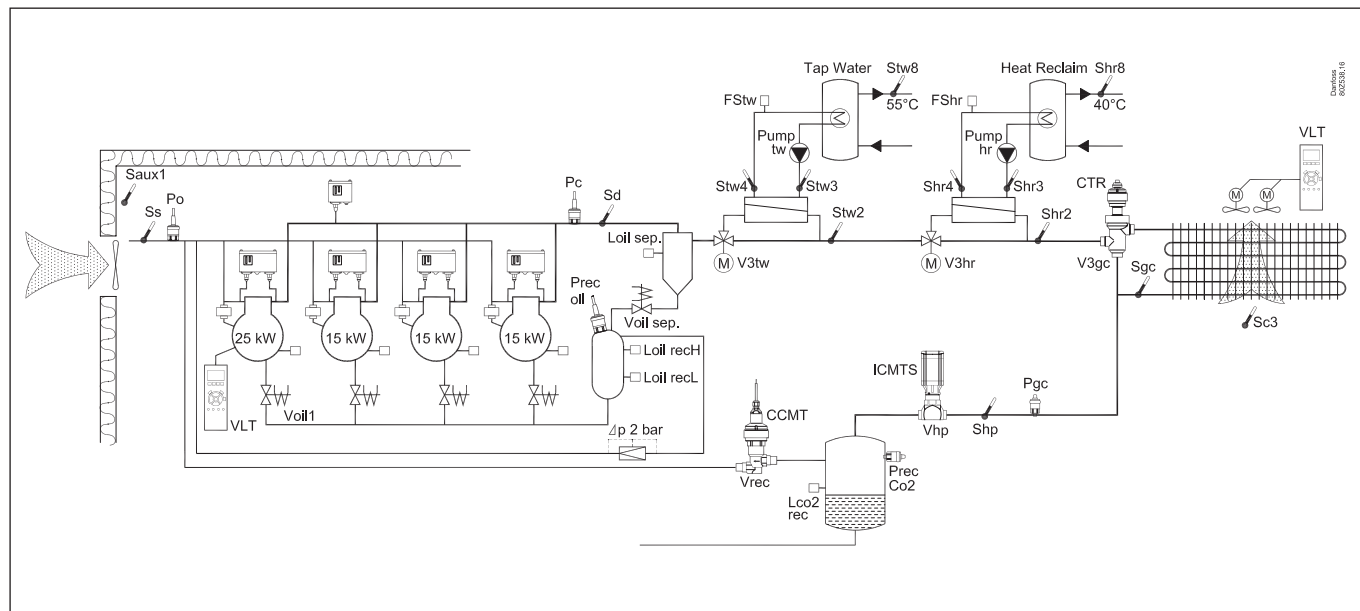 Tap Water
Stw8
Heat Reclaim
Shr8
Danfoss
80Z538.16
FStw
55°C
FShr
40°C
VLT
Pump
tw
Pump
hr
Saux1
Po
Ss
Pc
Sd
Stw4
Stw3
Shr4
Shr3
CTR
M
M
Stw2
Shr2
Loil sep.
M
V3tw
M
V3hr
V3gc
Sgc
Prec
oil
Voil sep.
Sc3
25 kW
15 kW
15 kW
15 kW
Loil recH
Loil recL
ICMTS
Pgc
VLT
Voil1
CCMT
Vhp
Shp
Δp 2 bar
Vrec
Prec
Co2
Lco2
rec